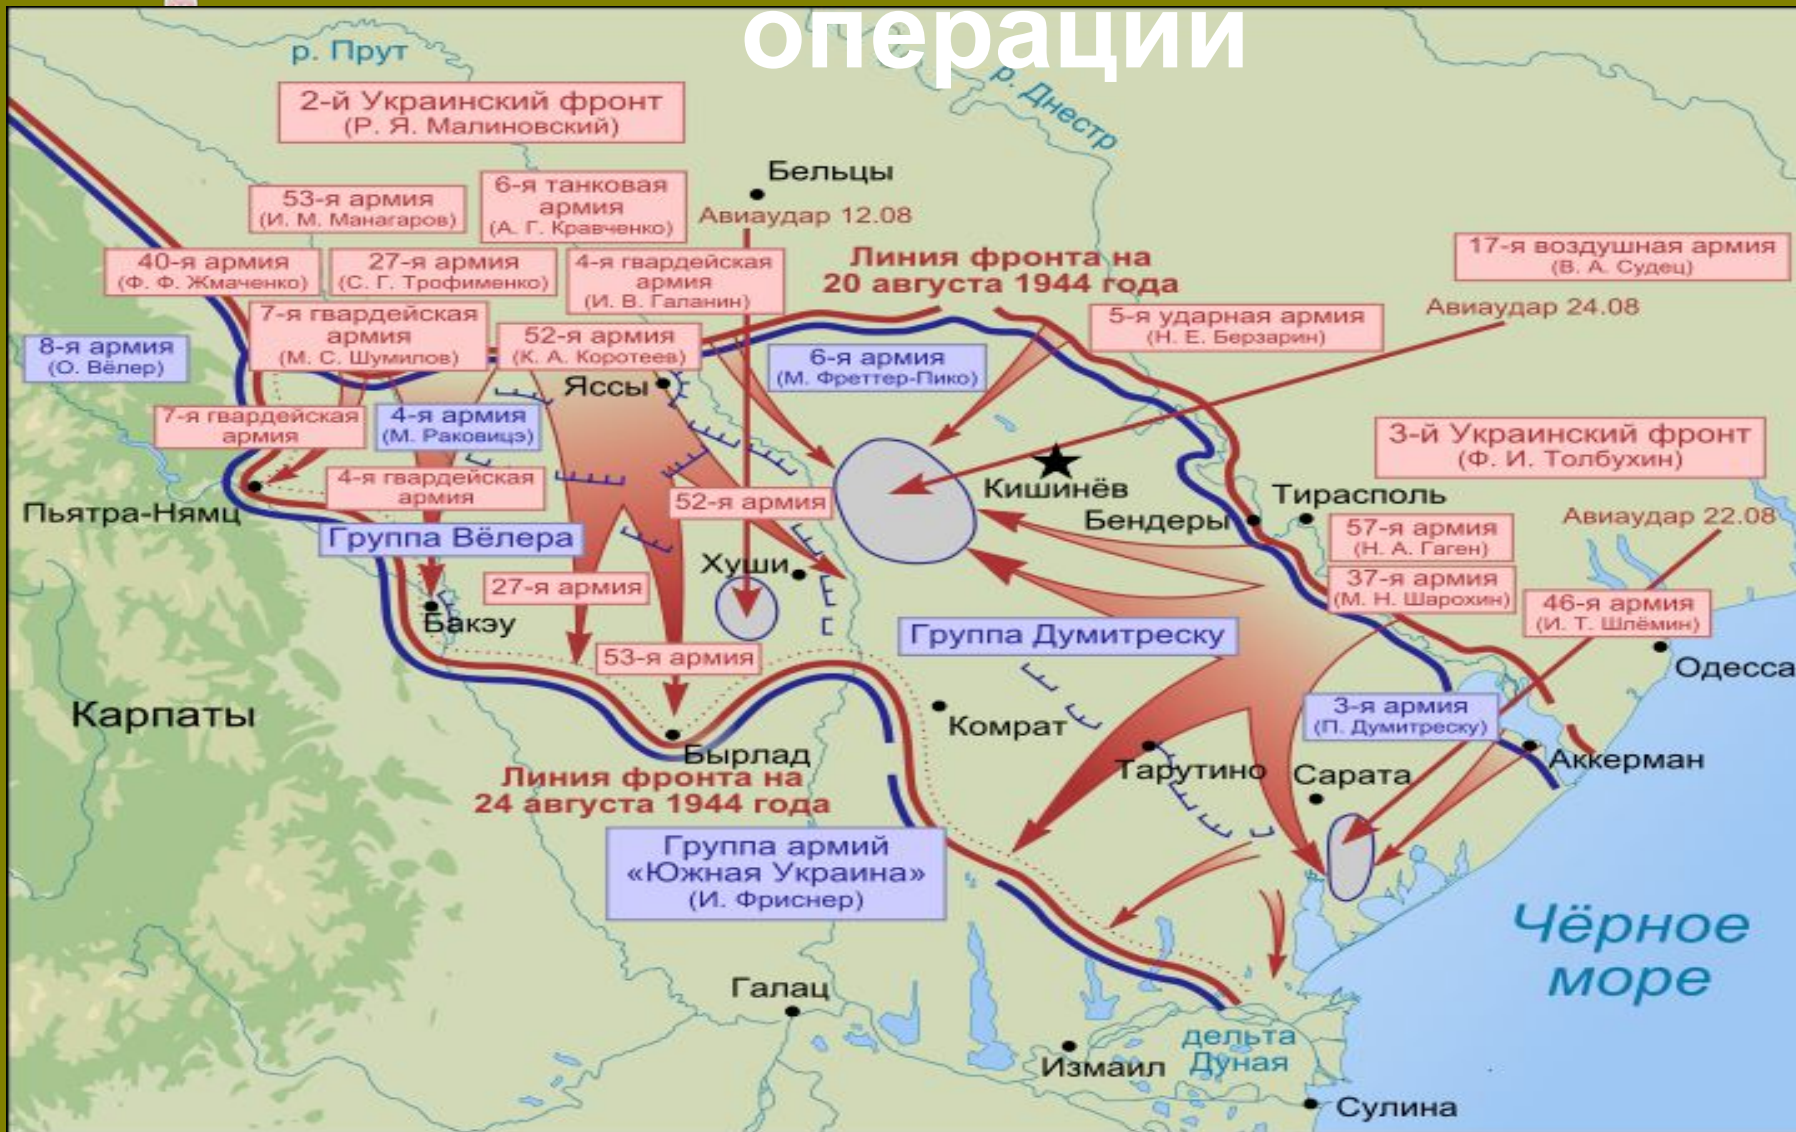 операции
р. Прут
р. Днестр
2-й Украинский фронт
(Р. Я. Малиновский)
Бельцы
6-я танковая
армия
(А. Г. Кравченко)
53-я армия
(И. М. Манагаров)
Авиаудар 12.08
40-я армия
(Ф. Ф. Жмаченко)
27-я армия
(С. Г. Трофименко)
4-я гвардейская
армия
(И. В. Галанин)
Линия фронта на
20 августа 1944 года
17-я воздушная армия
(В. А. Судец)
Авиаудар 24.08
7-я гвардейская
армия
(М. С. Шумилов)
52-я армия
(К. А. Коротеев)
5-я ударная армия
(Н. Е. Берзарин)
8-я армия
(О. Вёлер)
6-я армия
(М. Фреттер-Пико)
Яссы
7-я гвардейская
армия
4-я армия
(М. Раковицэ)
3-й Украинский фронт
(Ф. И. Толбухин)
4-я гвардейская
армия
52-я армия
Кишинёв
Тирасполь
Бендеры
Пьятра-Нямц
Авиаудар 22.08
Группа Вёлера
57-я армия
(Н. А. Гаген)
Хуши
27-я армия
37-я армия
(М. Н. Шарохин)
46-я армия
(И. Т. Шлёмин)
Бакэу
Группа Думитреску
53-я армия
Одесса
Карпаты
Комрат
3-я армия
(П. Думитреску)
Бырлад
Тарутино
Сарата
Аккерман
Линия фронта на
24 августа 1944 года
Группа армий
«Южная Украина»
(И. Фриснер)
Чёрное
море
Галац
дельта
Дуная
Измаил
Сулина